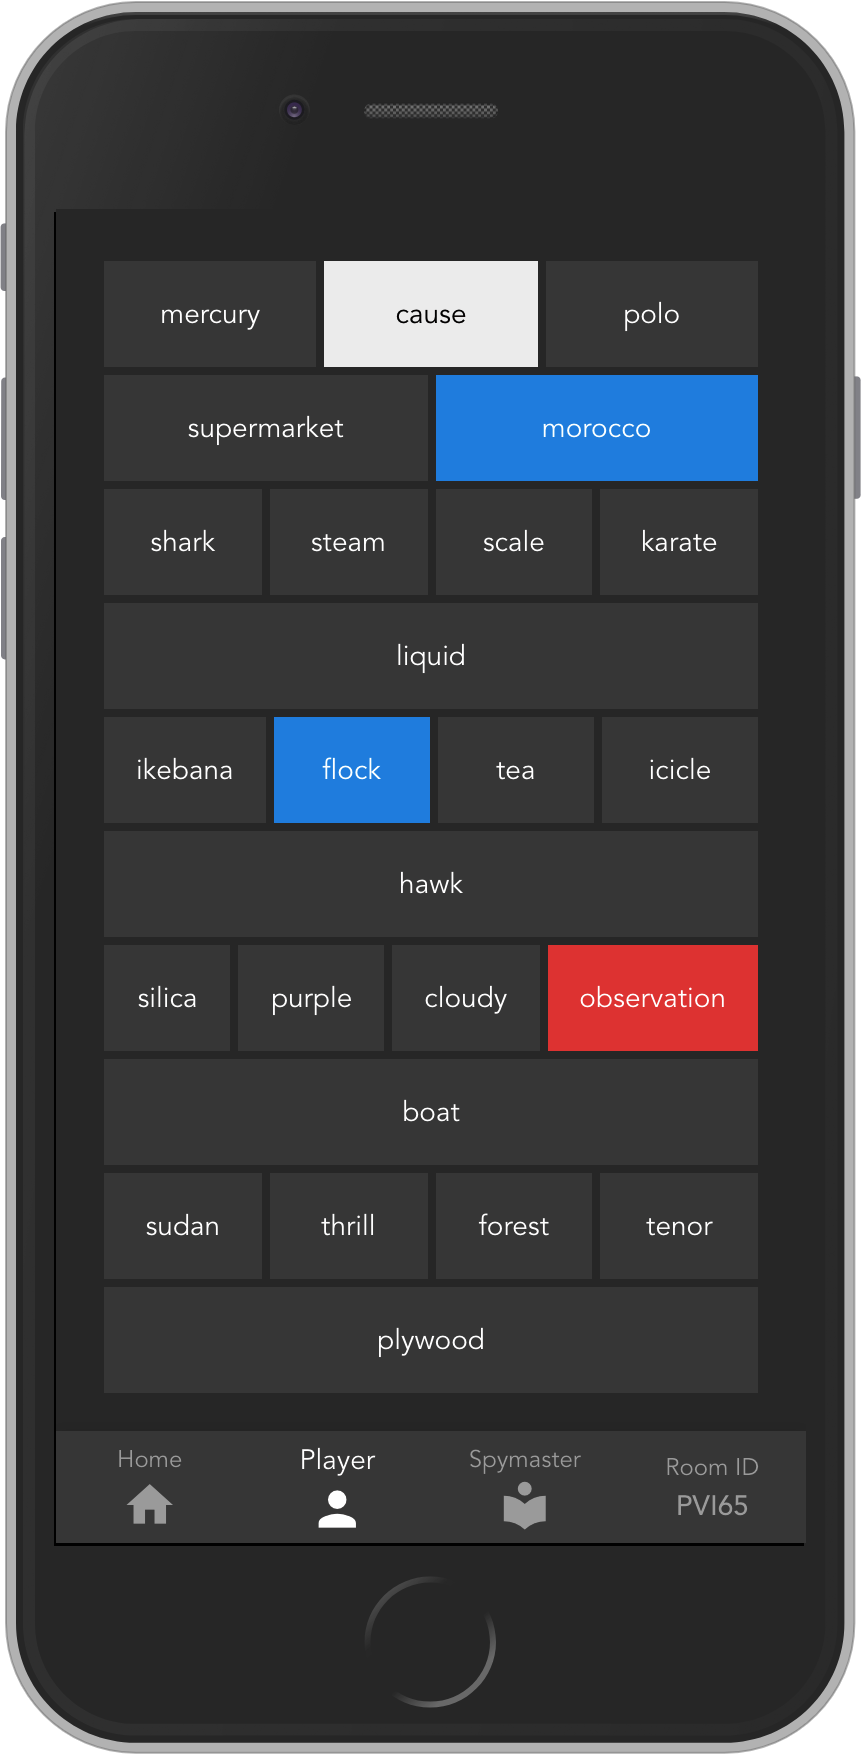 mercury cause polo
supermarket morocco
shark steam scale karate
liquid
ikebana flock tea icicle
hawk
silica purple cloudy observation
boat
sudan thrill forest tenor
plywood
Home Player Spymaster Room ID
PVI65